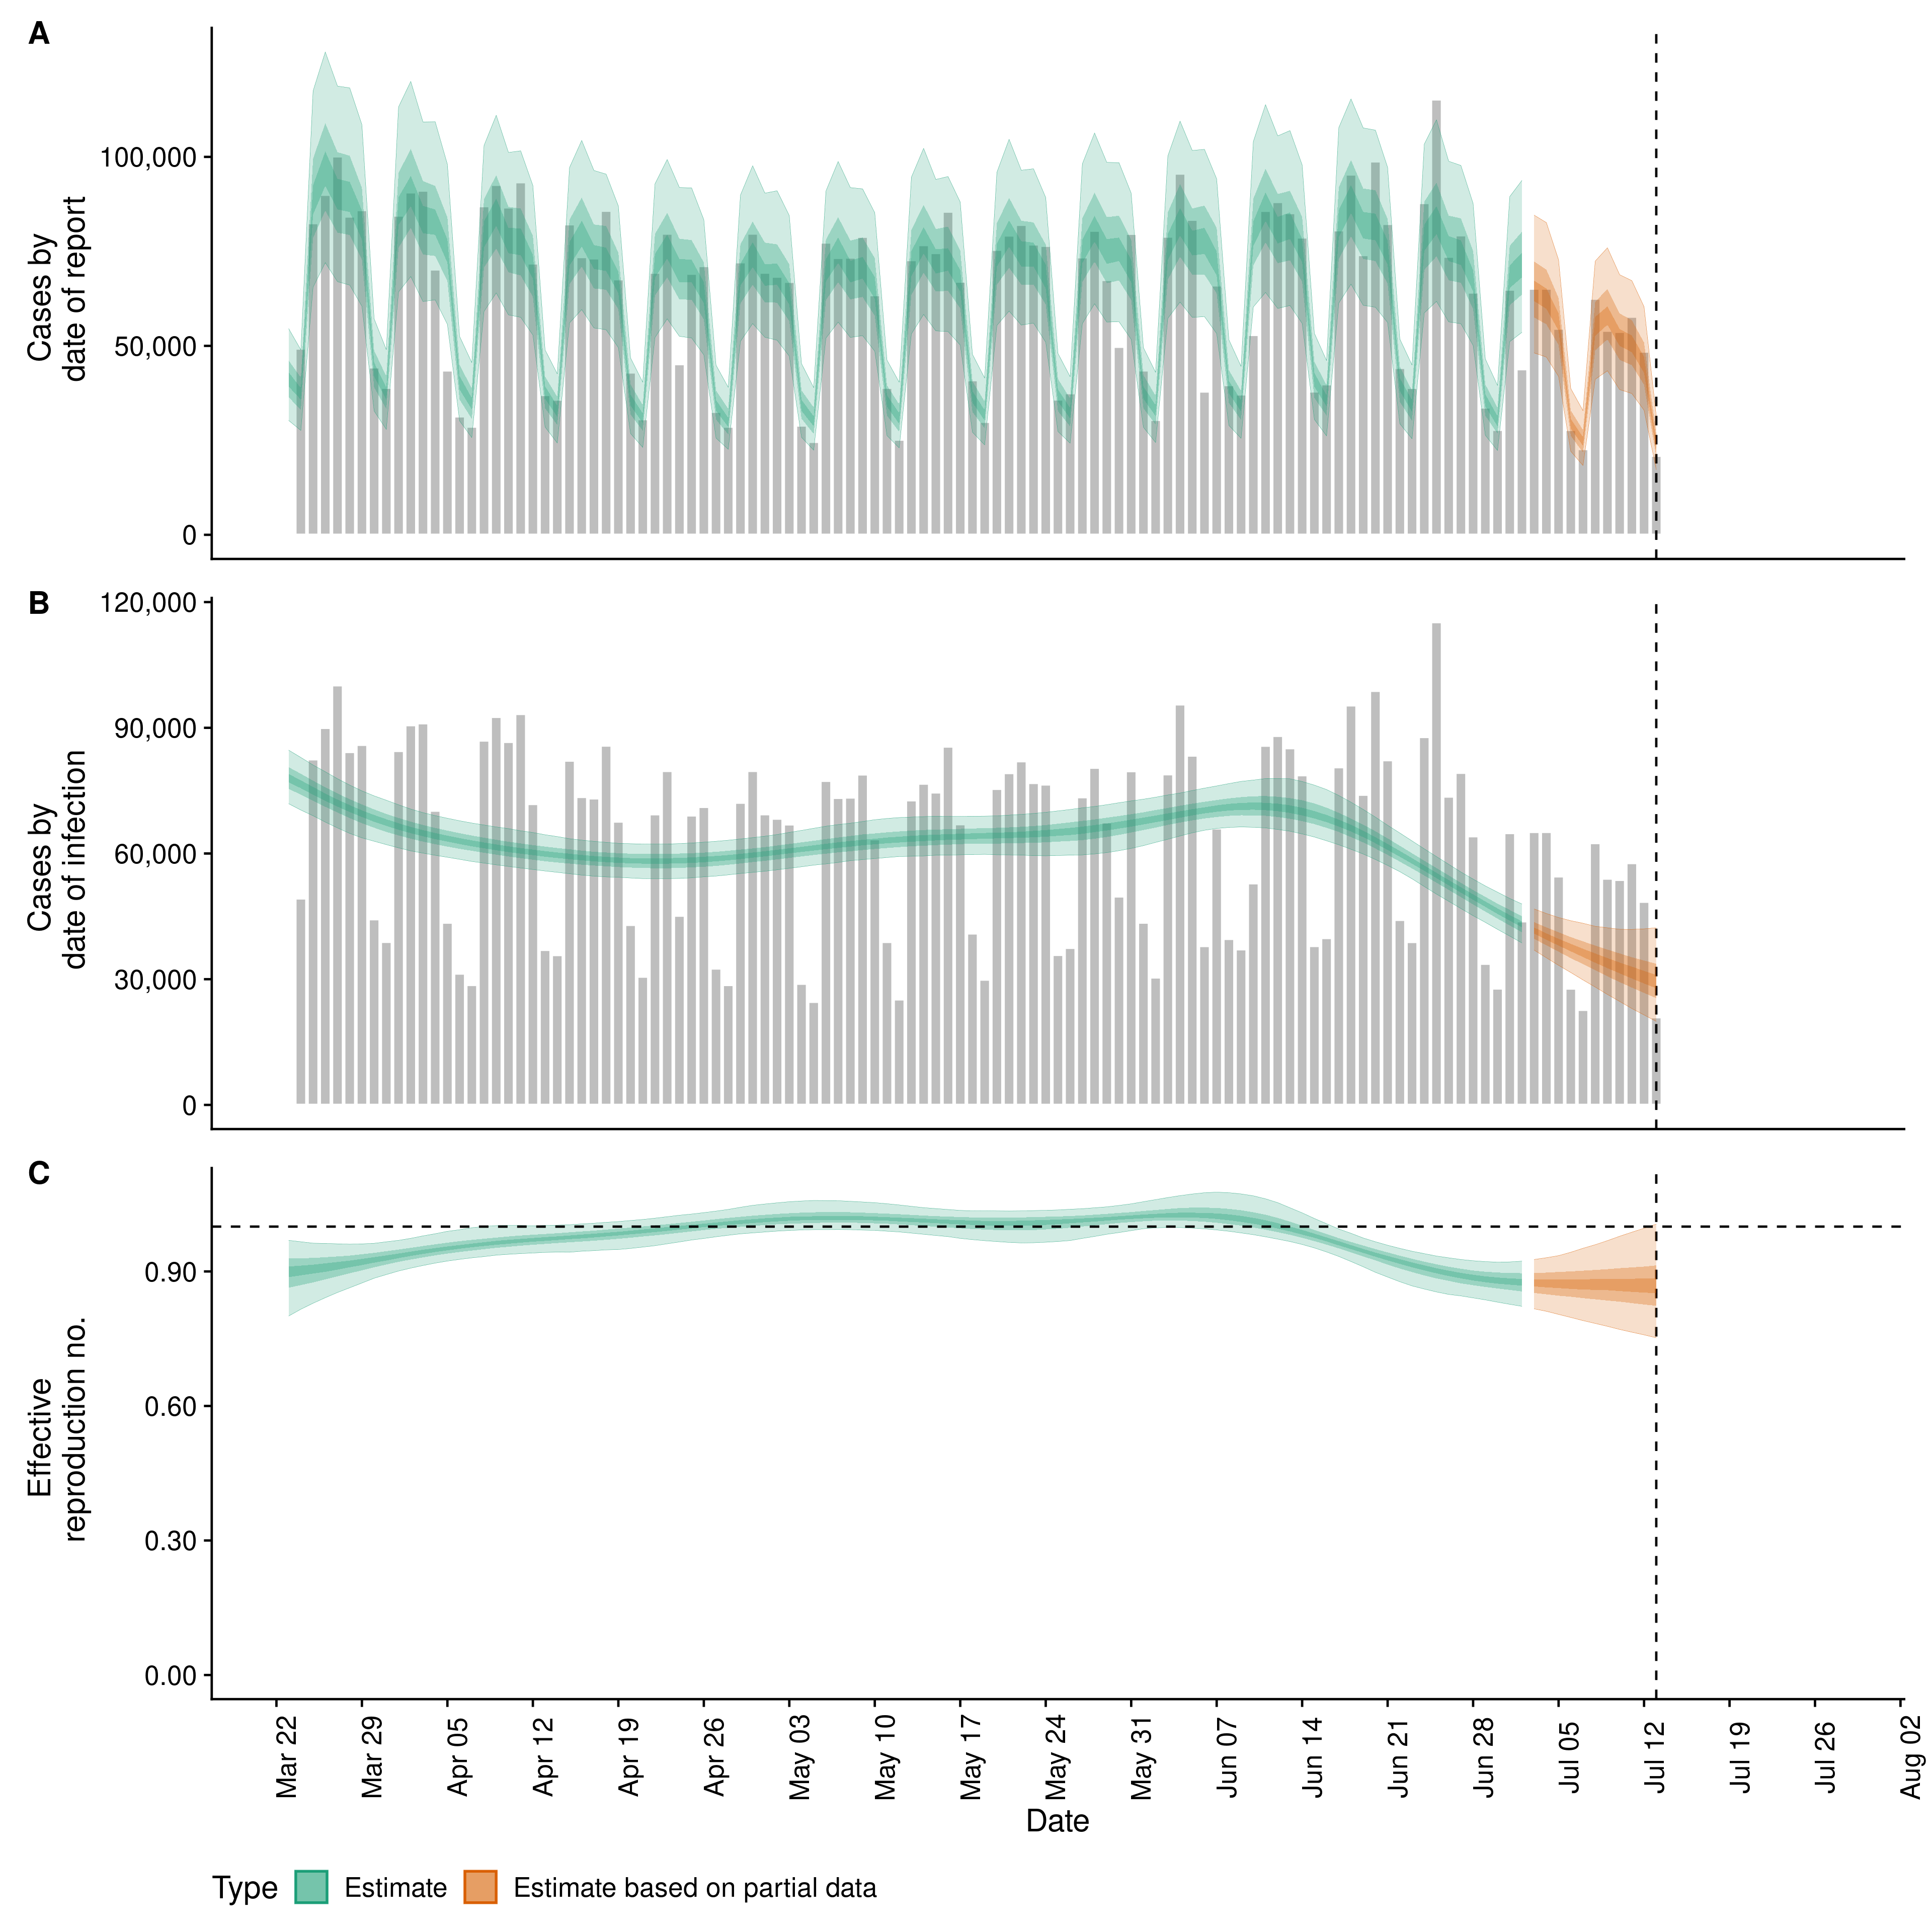 A
Cases by
date of report
100,000
50,000
0
B
Cases by
date of infection
120,000
90,000
60,000
30,000
0
C
Effective
reproduction no.
0.90
0.60
0.30
0.00
Mar 22
Mar 29
Apr 05
Apr 12
Apr 19
Apr 26
May 03
May 10
May 17
May 24
May 31
Jun 07
Jun 14
Jun 21
Jun 28
Jul 05
Jul 12
Jul 19
Jul 26
Aug 02
Date
Type Estimate Estimate based on partial data